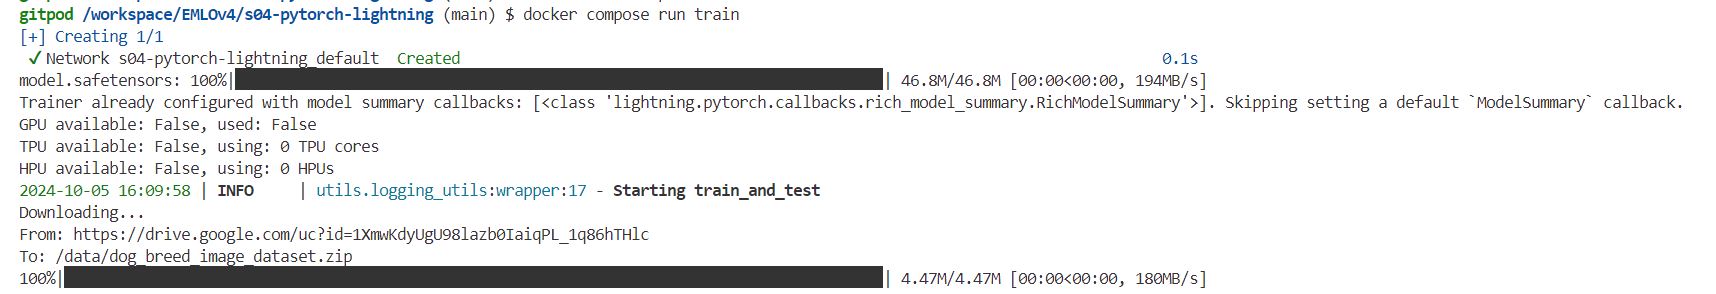 gitpod /workspace/EMLOv4/s04-pytorch-lightning (main) $ docker compose run train
[+] Creating 1/1
✓ Network s04-pytorch-lightning_default Created 0.1s
model.safetensors: 100%| | 46.8M/46.8M [00:00<00:00, 194MB/s]
Trainer already configured with model summary callbacks: [<class 'lightning.pytorch.callbacks.rich_model_summary.RichModelSummary'>]. Skipping setting a default `ModelSummary` callback.
GPU available: False, used: False
TPU available: False, using: 0 TPU cores
HPU available: False, using: 0 HPUs
2024-10-05 16:09:58 | INFO | utils.logging_utils:wrapper:17 - Starting train_and_test
Downloading...
From: https://drive.google.com/uc?id=1XmwKdyUgU98lazb0IaiqPL_1q86hTHlc
To: /data/dog_breed_image_dataset.zip
100%| | 4.47M/4.47M [00:00<00:00, 180MB/s]